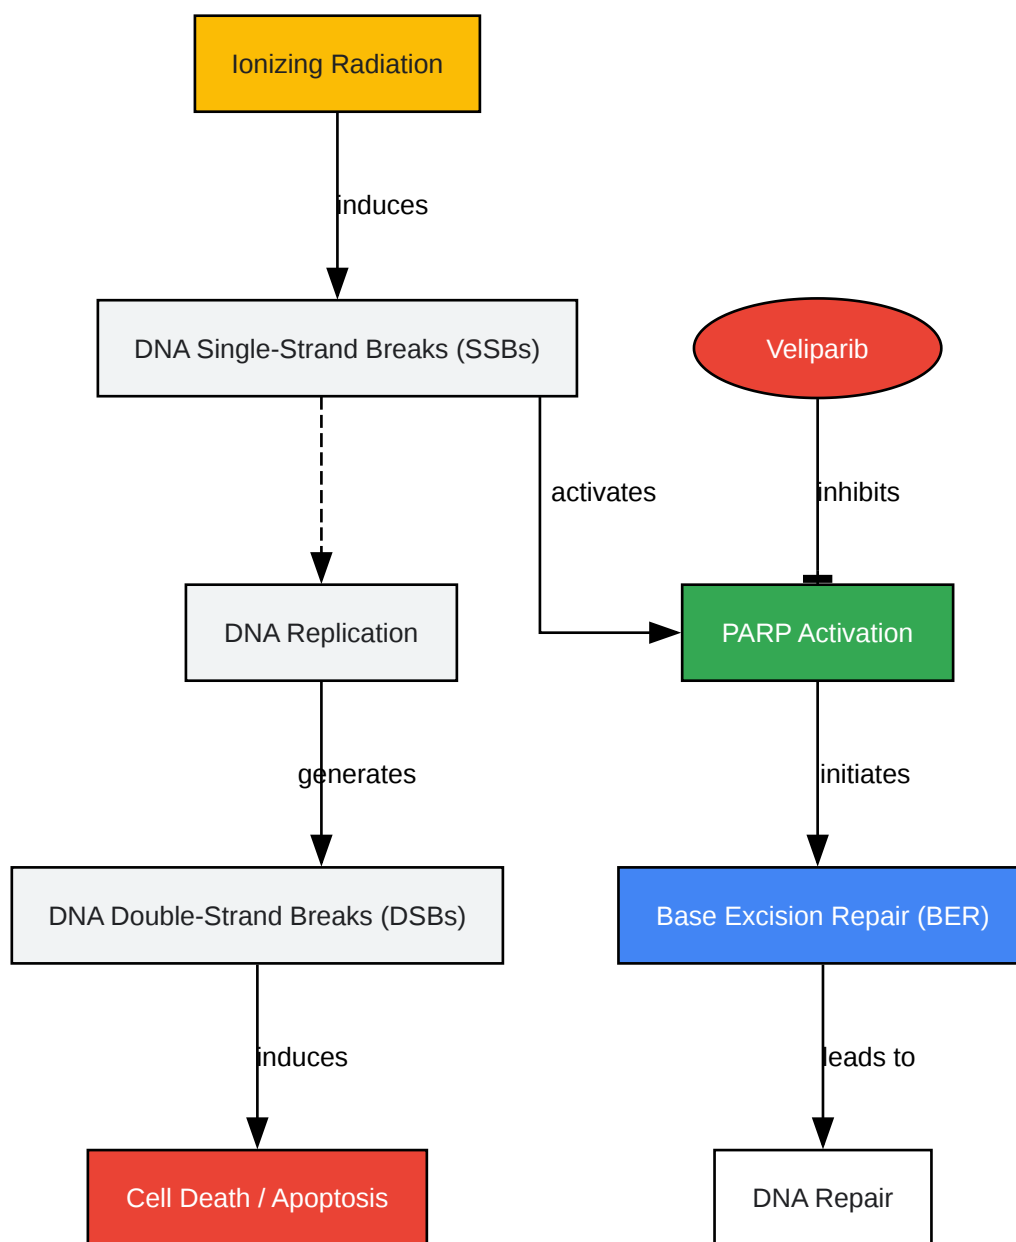 Ionizing Radiation
induces
DNA Single-Strand Breaks (SSBs)
Veliparib
activates
inhibits
DNA Replication
PARP Activation
generates
initiates
DNA Double-Strand Breaks (DSBs)
Base Excision Repair (BER)
induces
leads to
Cell Death / Apoptosis
DNA Repair